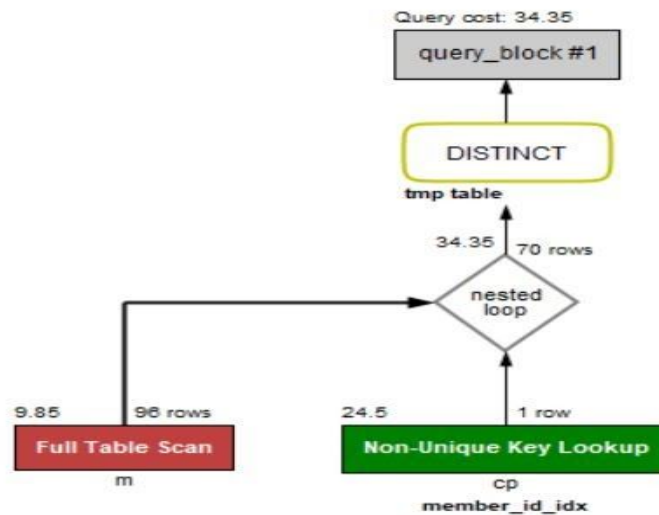 Query cost: 34.35
query_block #1
DISTINCT
tmp table
34.35 70 rows
nested
loop
9.85 96 rows
24.5 1 row
Full Table Scan
Non-Unique Key Lookup
m
cp
member_id_idx